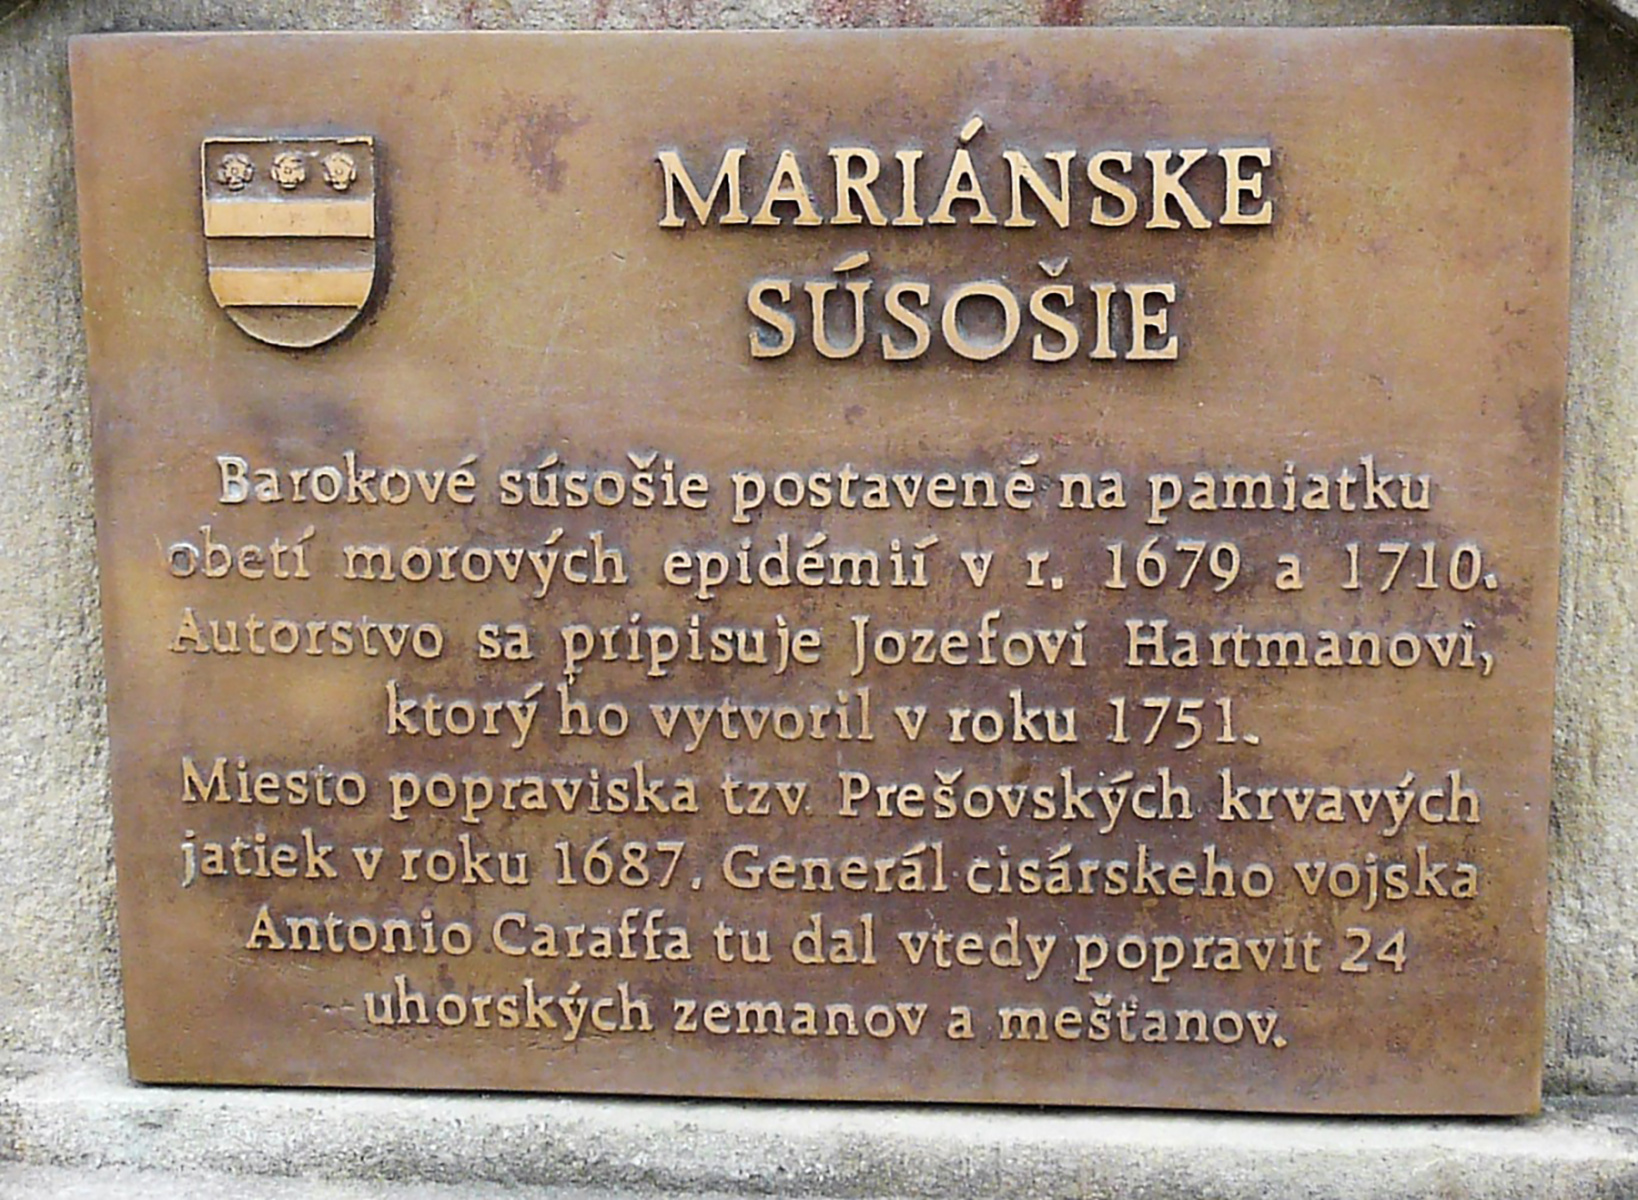 MARIÁNSKE
SÚSOŠIE
Barokové súsošie postavené na pamiatku
obetí morových epidémií v r. 1679 a 1710.
Autorstvo sa pripisuje Jozefovi Hartmanovi,
ktorý ho vytvoril v roku 1751.
Miesto popraviska tzv. Prešovských krvavých
jatiek v roku 1687. Generál cisárskeho vojska
Antonio Caraffa tu dal vtedy popraviť 24
uhorských zemanov a mešťanov.